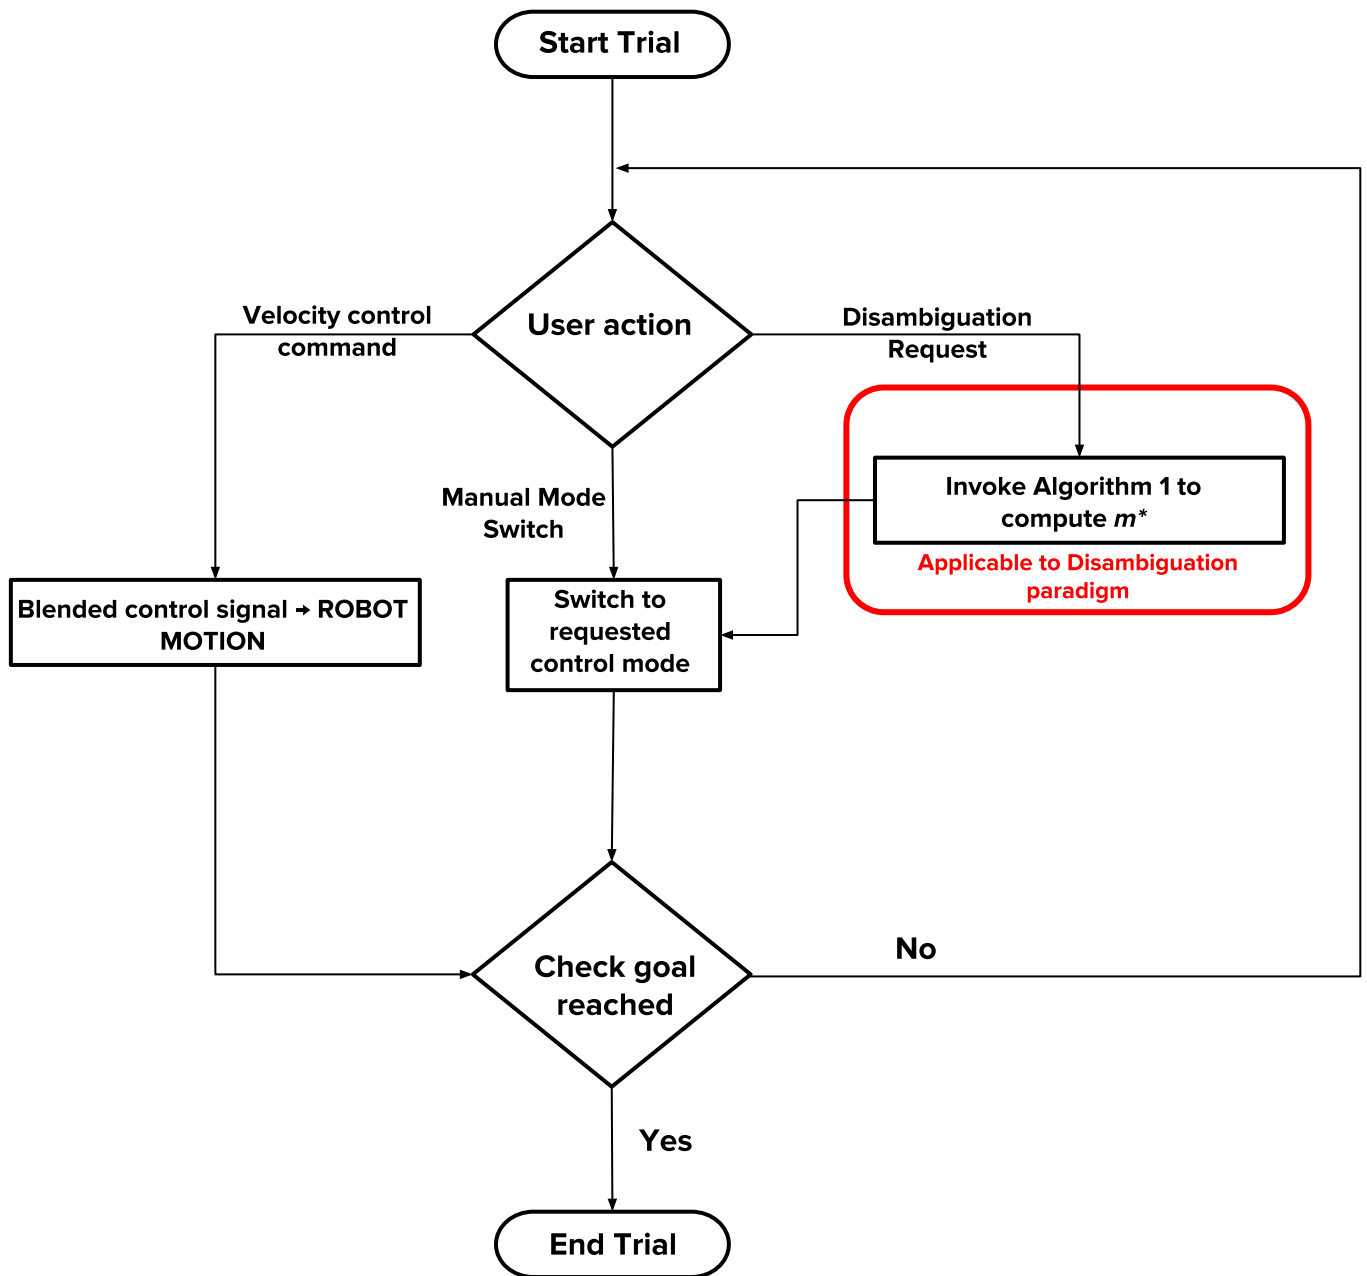 Start Trial
User action
Velocity control
command
Disambiguation
Request
Manual Mode
Switch
Invoke Algorithm 1 to
compute m*
Applicable to Disambiguation
paradigm
Blended control signal → ROBOT
MOTION
Switch to
requested
control mode
Check goal
reached
No
Yes
End Trial